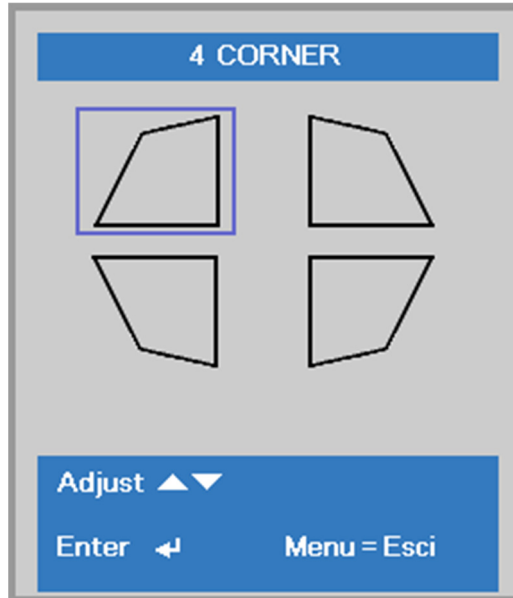 4 CORNER
Adjust ▲▼
Enter ↵
Menu = Esci